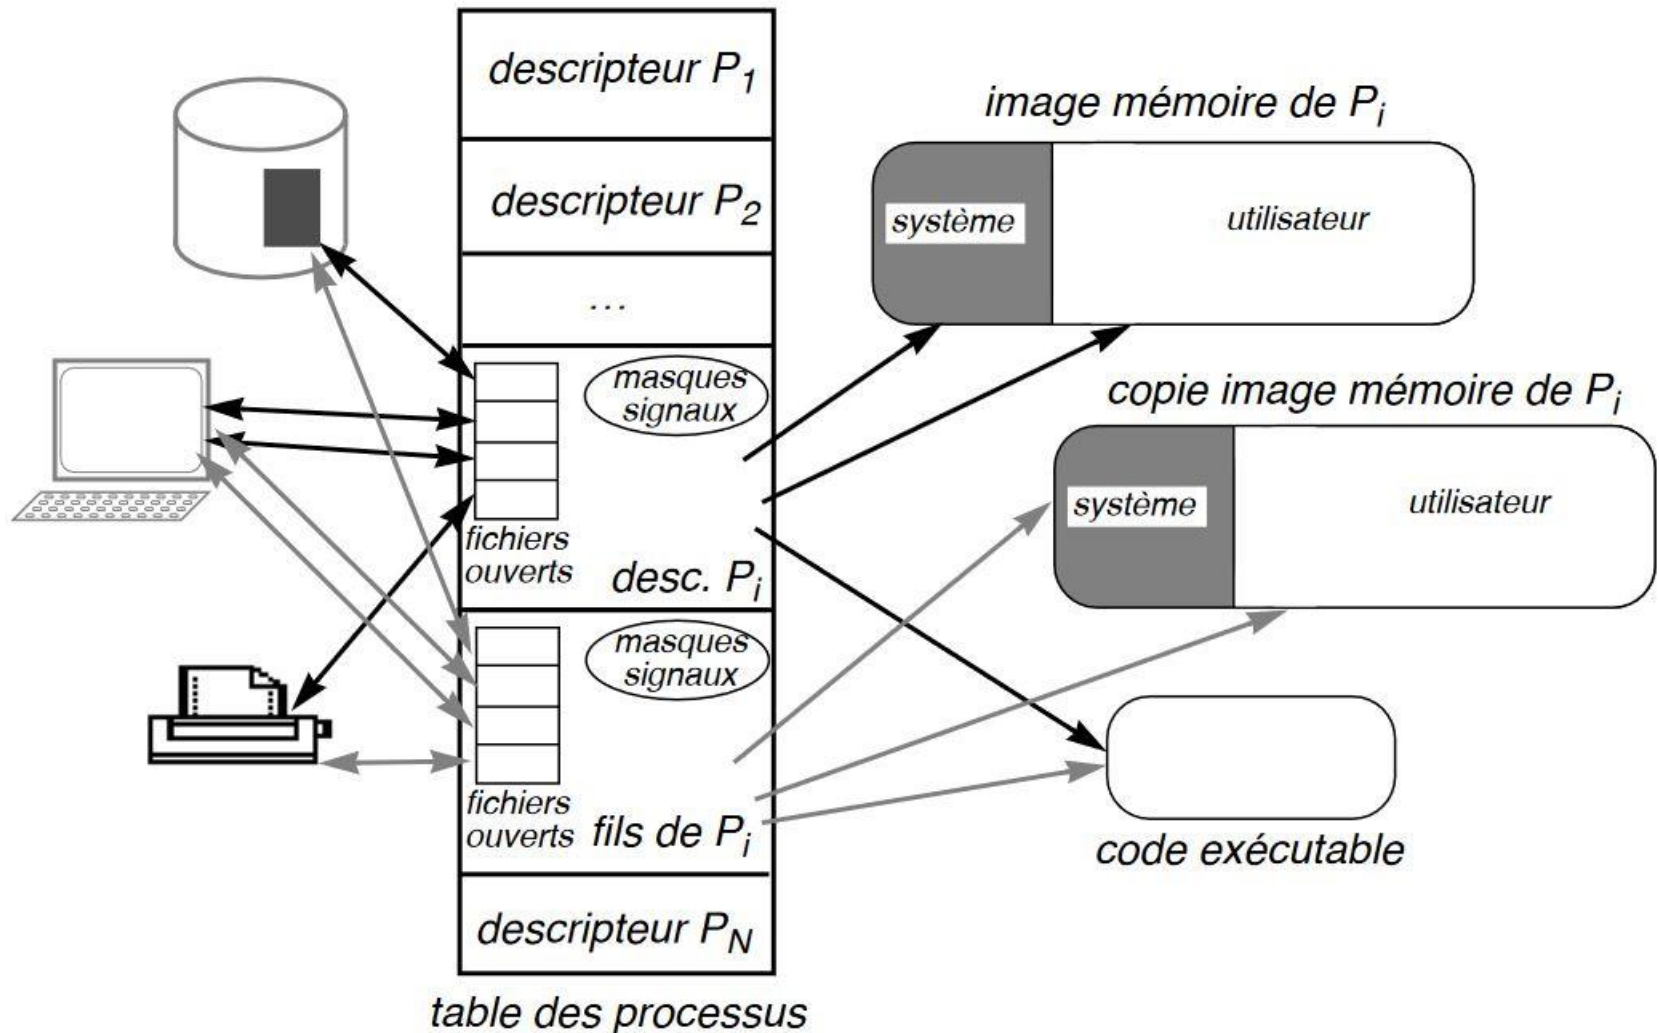 descripteur P1
image mémoire de Pi
descripteur P2
système
utilisateur
...
masques
signaux
copie image mémoire de Pi
système
utilisateur
fichiers
ouverts
desc. Pi
masques
signaux
fichiers
ouverts
fils de Pi
code exécutable
descripteur PN
table des processus